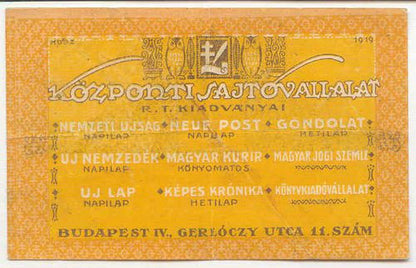 1919
KÖZPONTI SAJTÓVÁLLALAT
R.T. KIADVÁNYAI
NEMZETI UJSÁG NEUE POST GONDOLAT
NAPILAP NAPILAP HETILAP
UJ NEMZEDÉK MAGYAR KURIR MAGYAR JOGI SZEMLE
NAPILAP KŐNYOMATOS
UJ LAP KÉPES KRÓNIKA KÖNYVKIADÓVÁLLALAT
NAPILAP HETILAP
BUDAPEST IV., GERLÓCZY UTCA 11. SZÁM